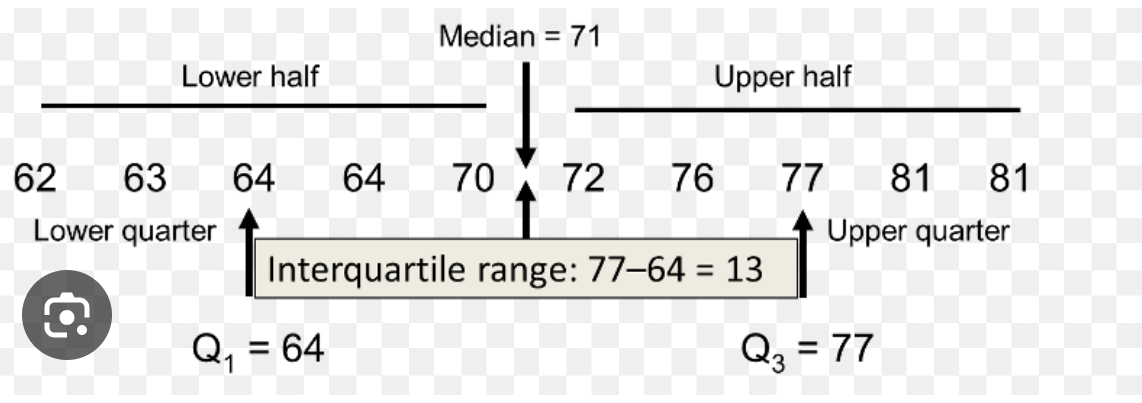 Median = 71
Lower half
Upper half
62 63 64 64 70 72 76 77 81 81
Lower quarter
Upper quarter
Interquartile range: 77–64 = 13
Q₁ = 64
Q₃ = 77